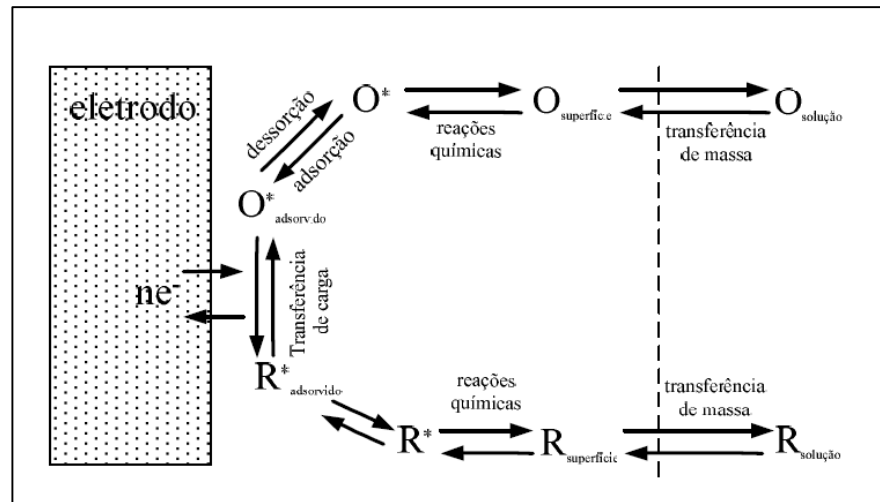 eletrodo
dessorção
adsorção
O*
reações
químicas
O superfície
transferência
de massa
O solução
O* adsorvido
ne-
Transferência
de carga
R* adsorvido
R*
reações
químicas
R superfície
transferência
de massa
R solução